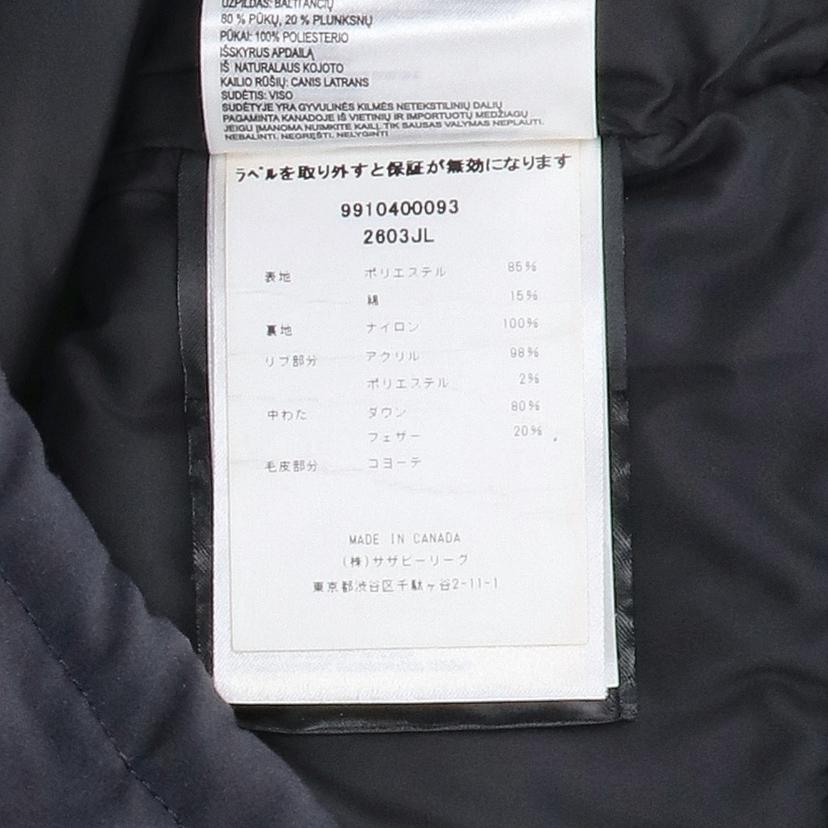 UŽPILDAS: BALTI ANČIŲ
80 % PŪKŲ, 20 % PLUNKSNŲ
PŪKAI: 100% POLIESTERIO
IŠSKYRUS APDAILĄ
IŠ NATURALAUS KOJOTO
KAILIO RŪŠIŲ: CANIS LATRANS
SUDĖTIS: VISO
SUDĖTYJE YRA GYVULINĖS KILMĖS NETEKSTILINIŲ DALIŲ
PAGAMINTA KANADOJE IŠ VIETINIŲ IR IMPORTUOTŲ MEDŽIAGŲ
JEIGU ĮMANOMA NUIMKITE KAILĮ. TIK SAUSAS VALYMAS NEPLAUTI.
NEBALINTI. NEGRĘŽTI. NELYGINTI
ラベルを取り外すと保証が無効になります
9910400093
2603JL
表地 ポリエステル 85%
綿 15%
裏地 ナイロン 100%
リブ部分 アクリル 98%
ポリエステル 2%
中わた ダウン 80%
フェザー 20%
毛皮部分 コヨーテ
MADE IN CANADA
(株)サザビーリーグ
東京都渋谷区千駄ヶ谷2-11-1